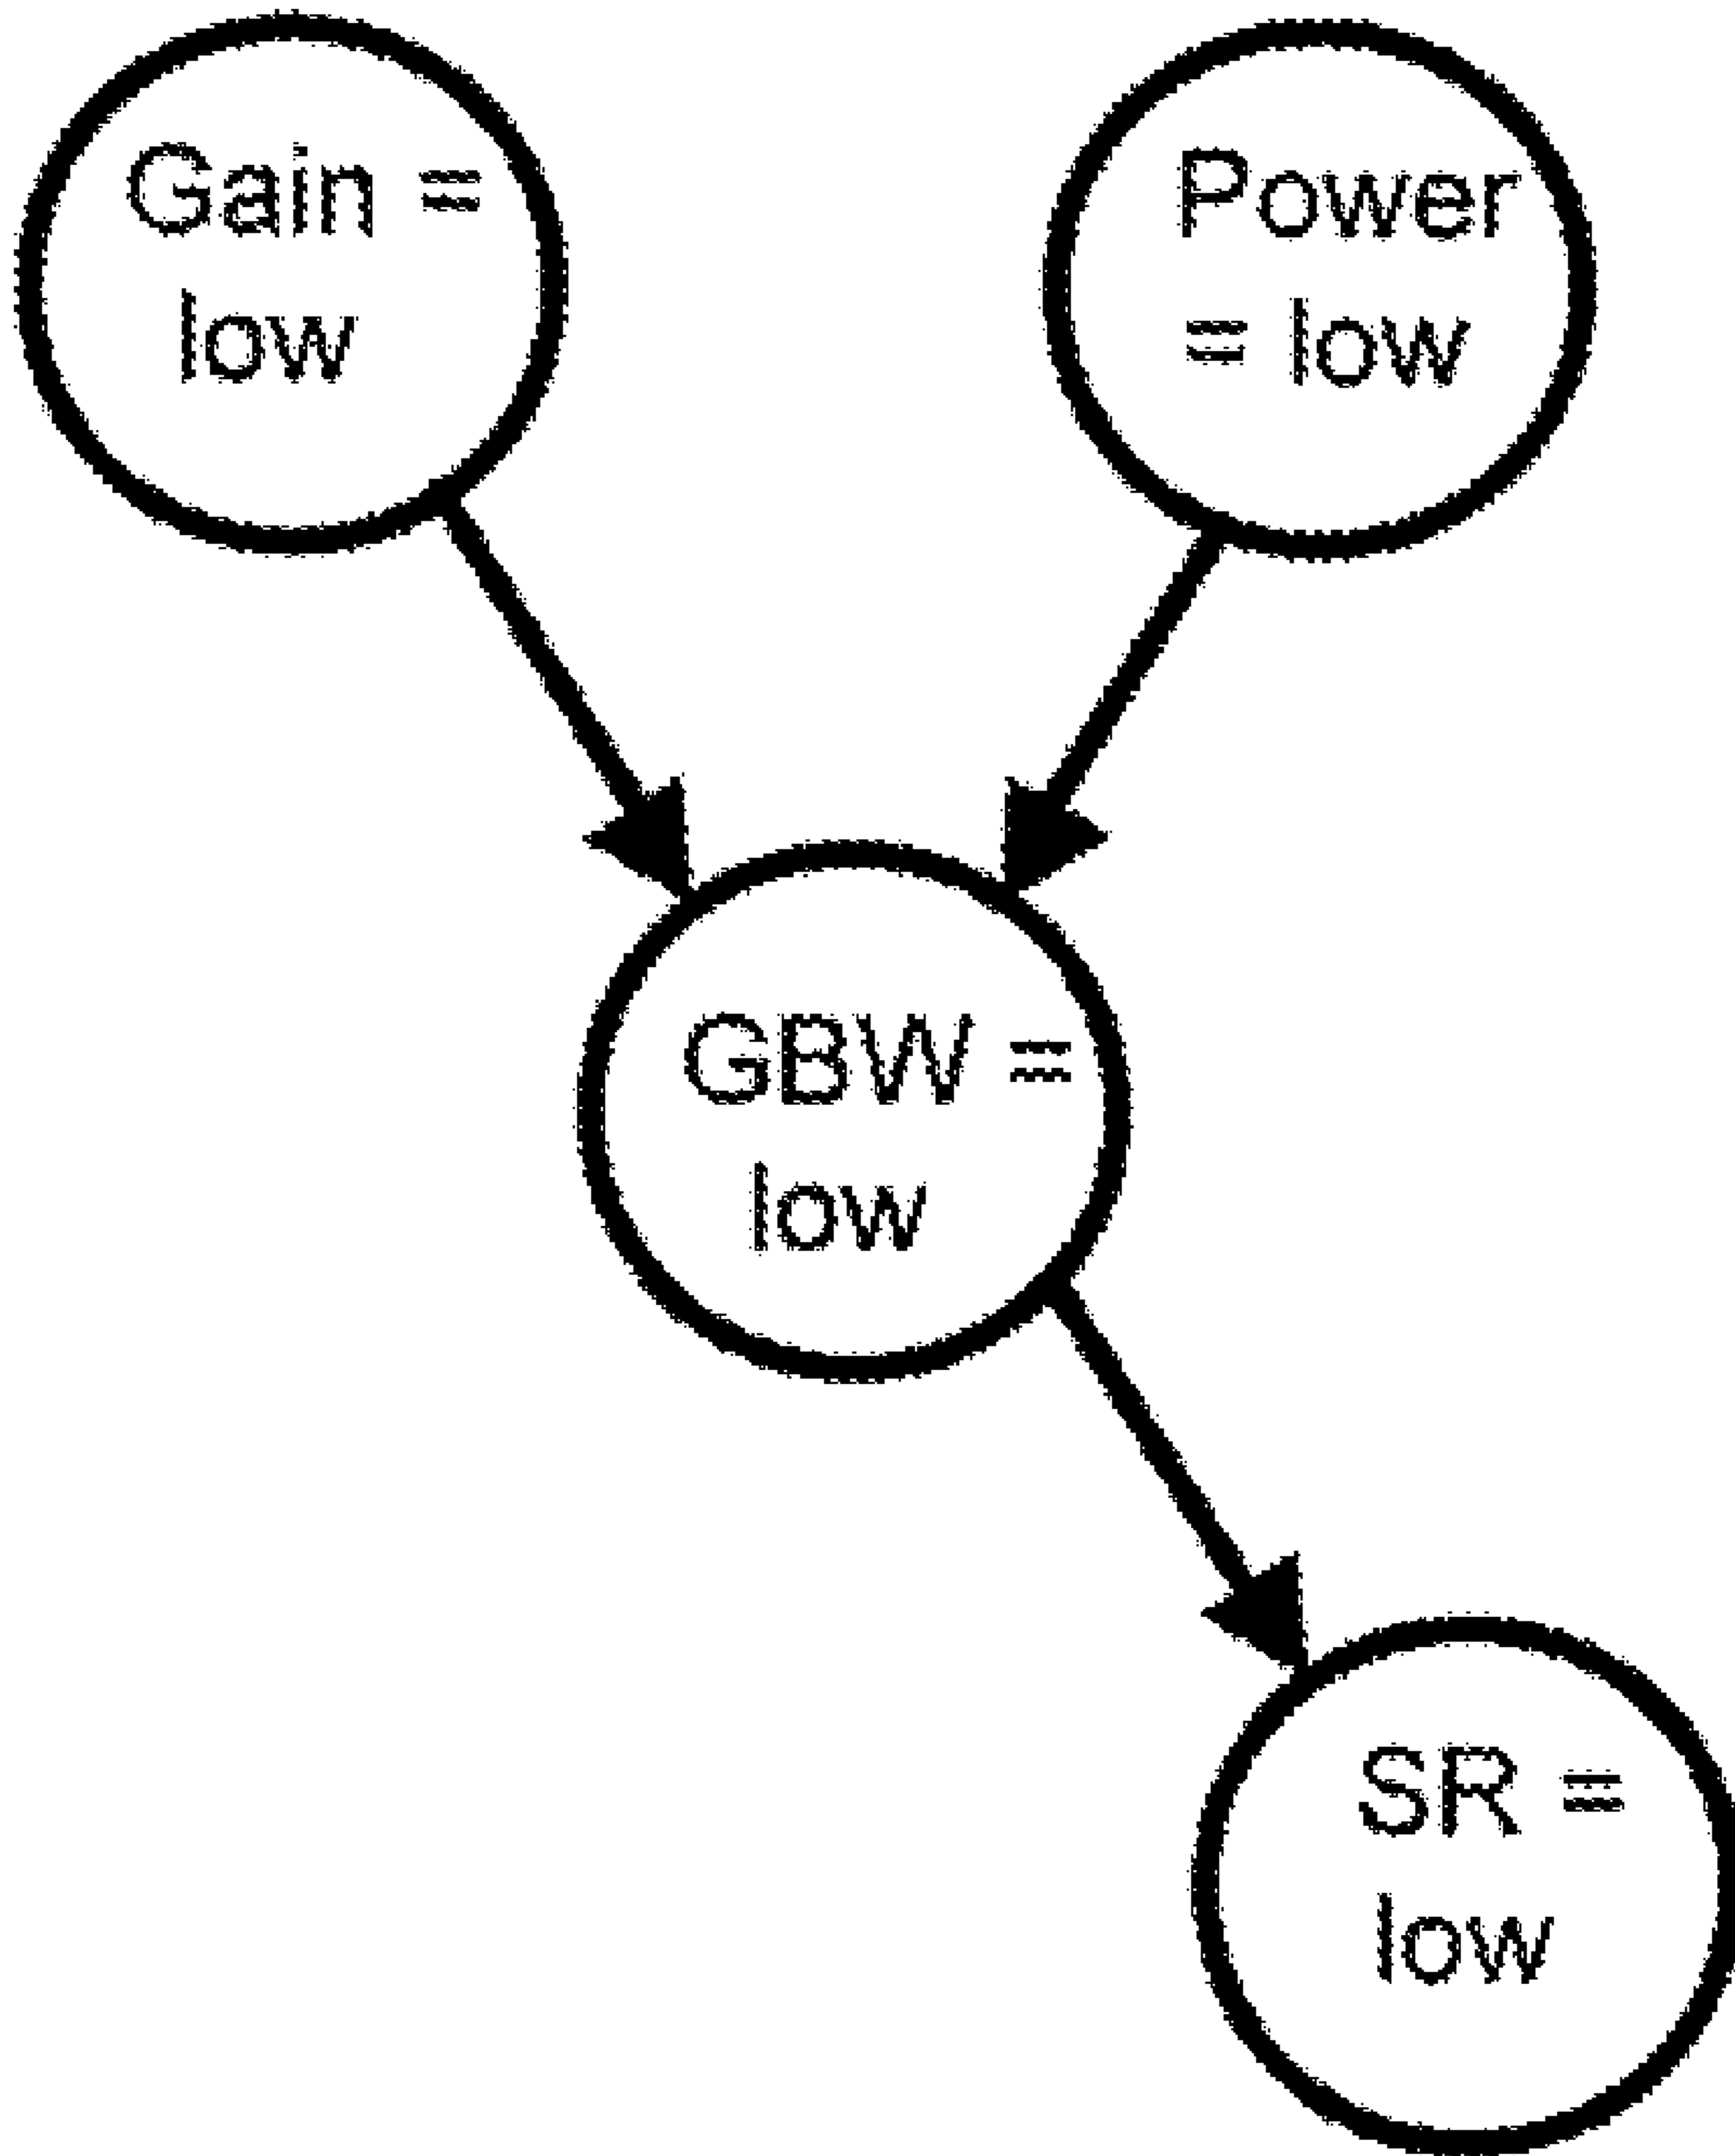 Gain =
low
Power
= low
GBW =
low
SR =
low